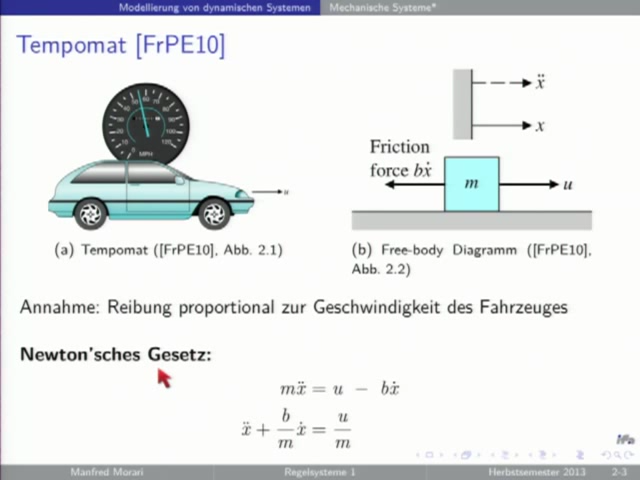 Modellierung von dynamischen Systemen Mechanische Systeme*
Tempomat [FrPE10]
MPH
u
ẍ
x
Friction
force bẋ
m
u
(a) Tempomat ([FrPE10], Abb. 2.1)
(b) Free-body Diagramm ([FrPE10],
Abb. 2.2)
Annahme: Reibung proportional zur Geschwindigkeit des Fahrzeuges
Newton'sches Gesetz:
mẍ = u − bẋ
ẍ + b/m ẋ = u/m
Manfred Morari Regelsysteme 1 Herbstsemester 2013 2-3